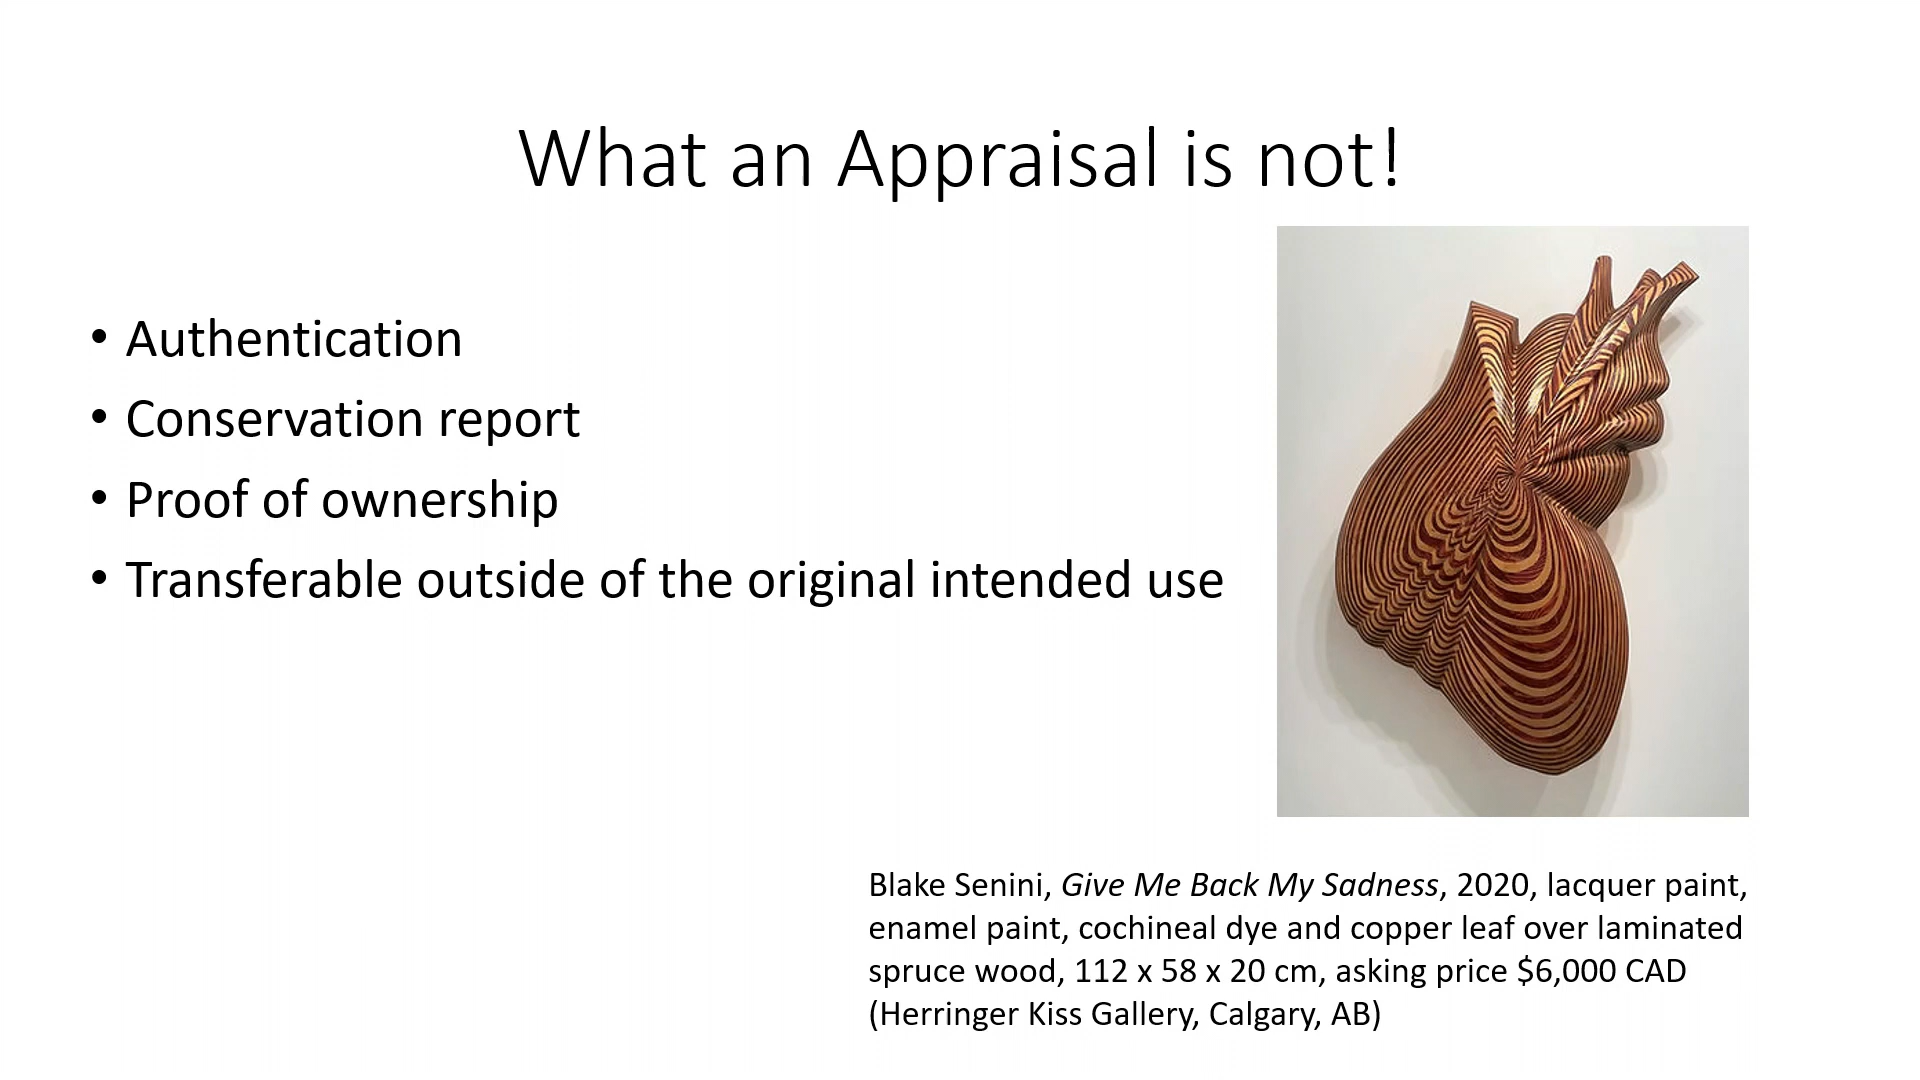 What an Appraisal is not!
• Authentication
• Conservation report
• Proof of ownership
• Transferable outside of the original intended use
Blake Senini, Give Me Back My Sadness, 2020, lacquer paint,
enamel paint, cochineal dye and copper leaf over laminated
spruce wood, 112 x 58 x 20 cm, asking price $6,000 CAD
(Herringer Kiss Gallery, Calgary, AB)